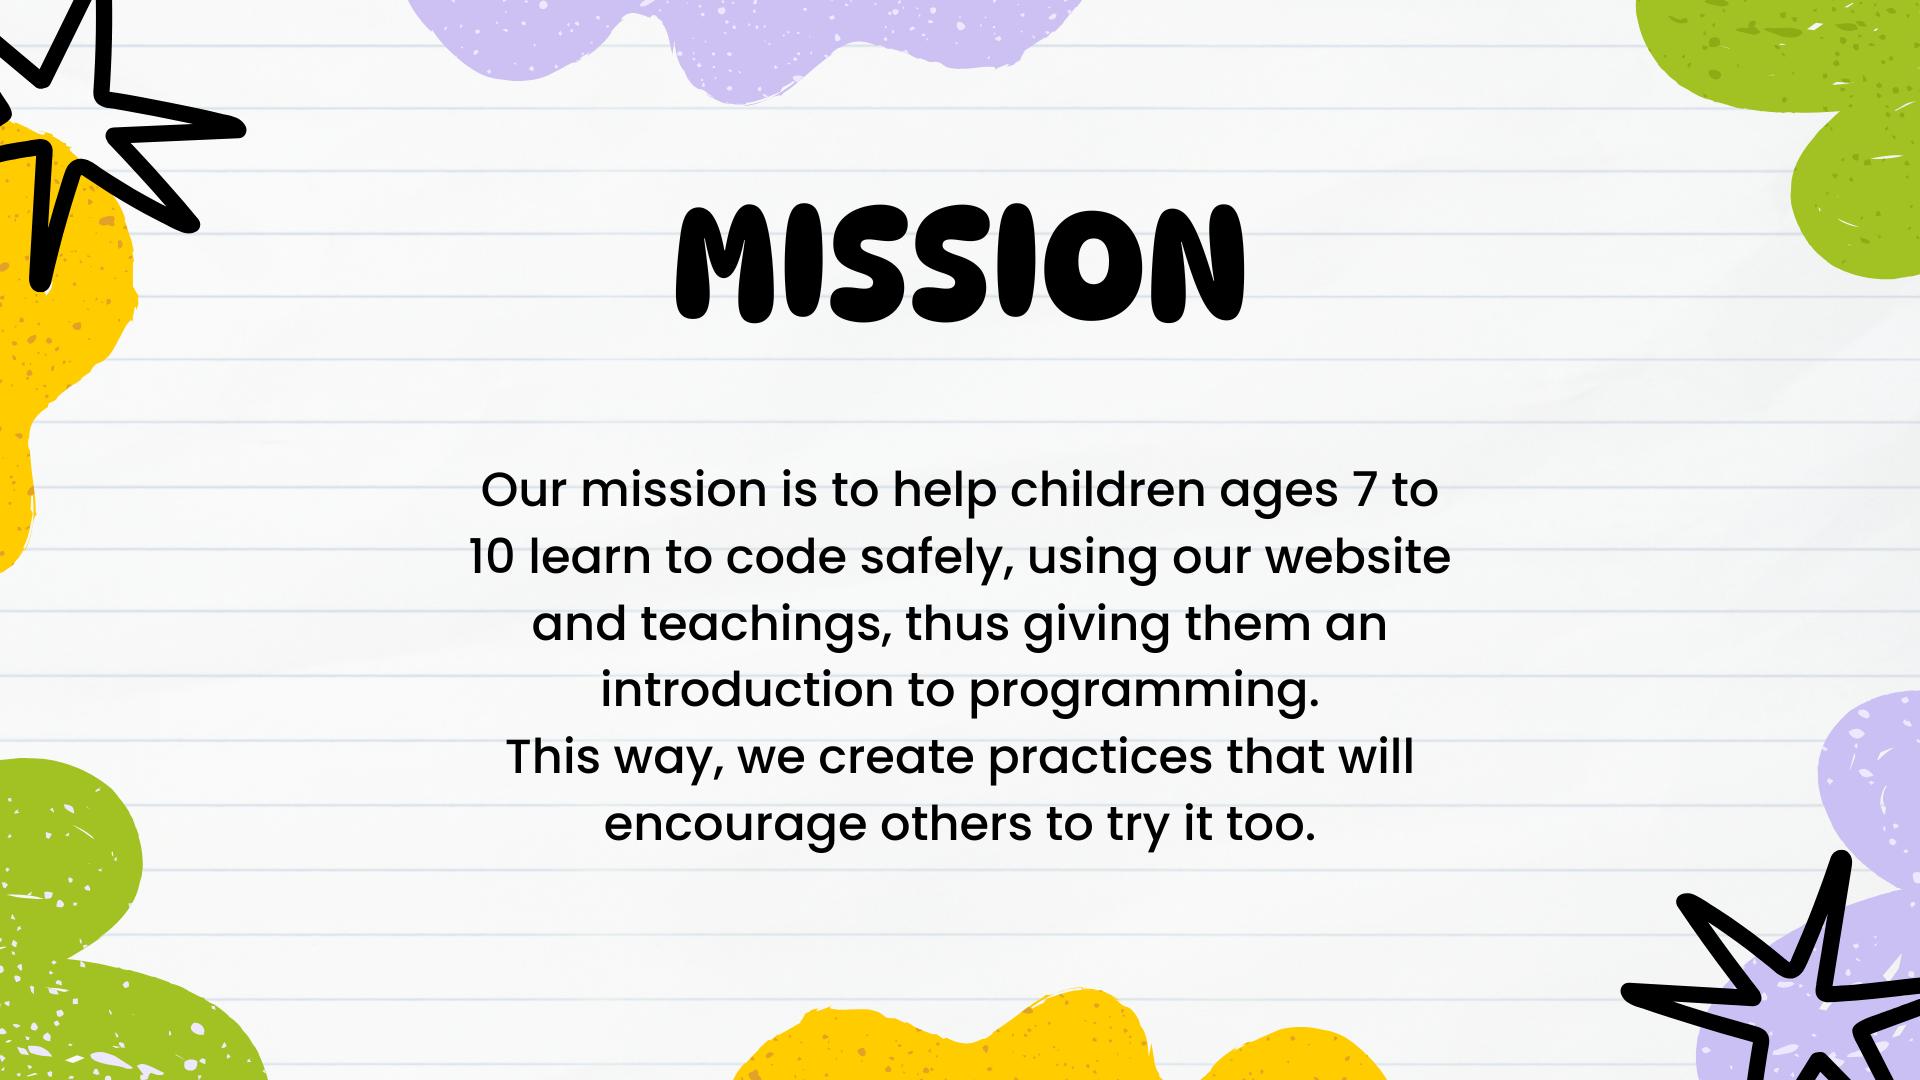 MISSION
Our mission is to help children ages 7 to
10 learn to code safely, using our website
and teachings, thus giving them an
introduction to programming.
This way, we create practices that will
encourage others to try it too.